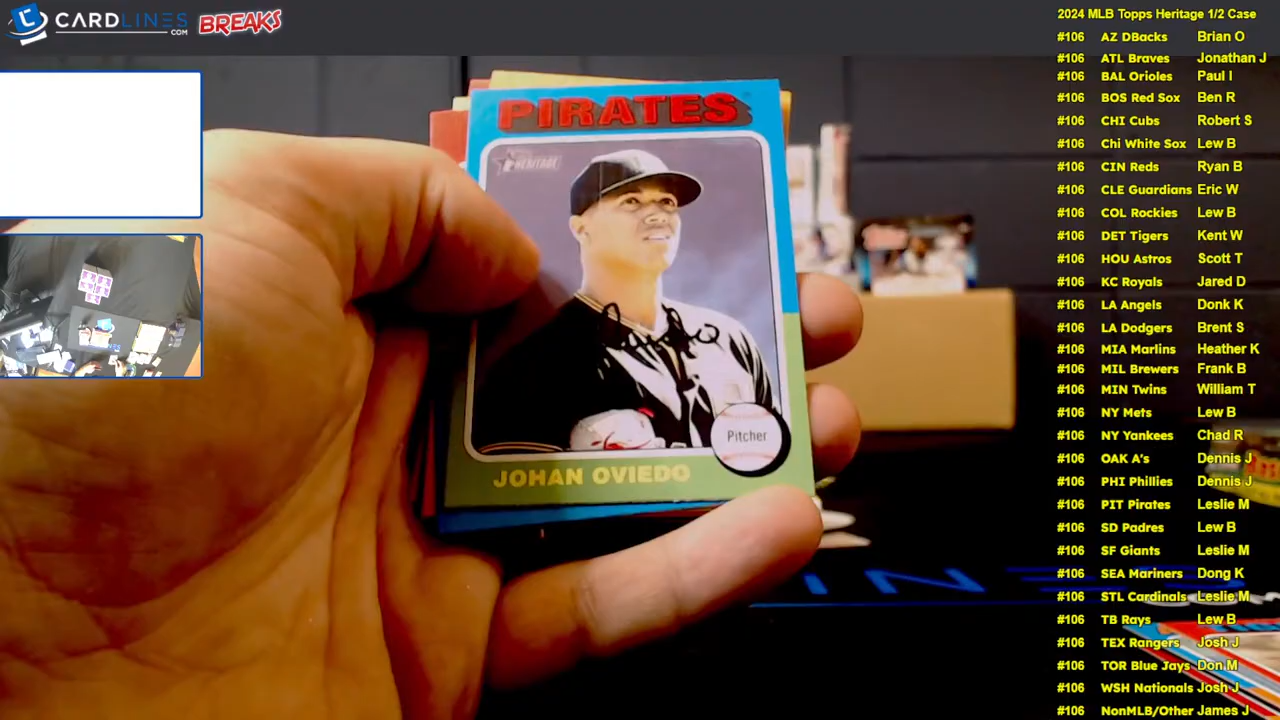 CARDLINES
.COM
BREAKS
PIRATES
HERITAGE
Pitcher
JOHAN OVIEDO
2024 MLB Topps Heritage 1/2 Case
#106 AZ DBacks Brian O
#106 ATL Braves Jonathan J
#106 BAL Orioles Paul I
#106 BOS Red Sox Ben R
#106 CHI Cubs Robert S
#106 Chi White Sox Lew B
#106 CIN Reds Ryan B
#106 CLE Guardians Eric W
#106 COL Rockies Lew B
#106 DET Tigers Kent W
#106 HOU Astros Scott T
#106 KC Royals Jared D
#106 LA Angels Donk K
#106 LA Dodgers Brent S
#106 MIA Marlins Heather K
#106 MIL Brewers Frank B
#106 MIN Twins William T
#106 NY Mets Lew B
#106 NY Yankees Chad R
#106 OAK A's Dennis J
#106 PHI Phillies Dennis J
#106 PIT Pirates Leslie M
#106 SD Padres Lew B
#106 SF Giants Leslie M
#106 SEA Mariners Dong K
#106 STL Cardinals Leslie M
#106 TB Rays Lew B
#106 TEX Rangers Josh J
#106 TOR Blue Jays Don M
#106 WSH Nationals Josh J
#106 NonMLB/Other James J